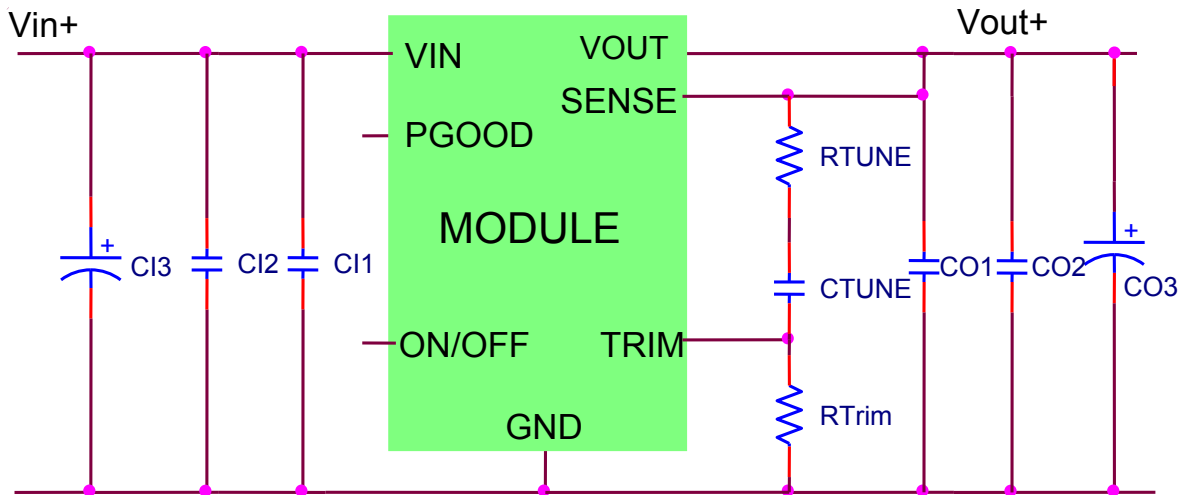 Vin+
Vout+
VIN
VOUT
SENSE
PGOOD
RTUNE
MODULE
+
CI3
CI2
CI1
CTUNE
CO1
CO2
+
CO3
ON/OFF
TRIM
RTrim
GND